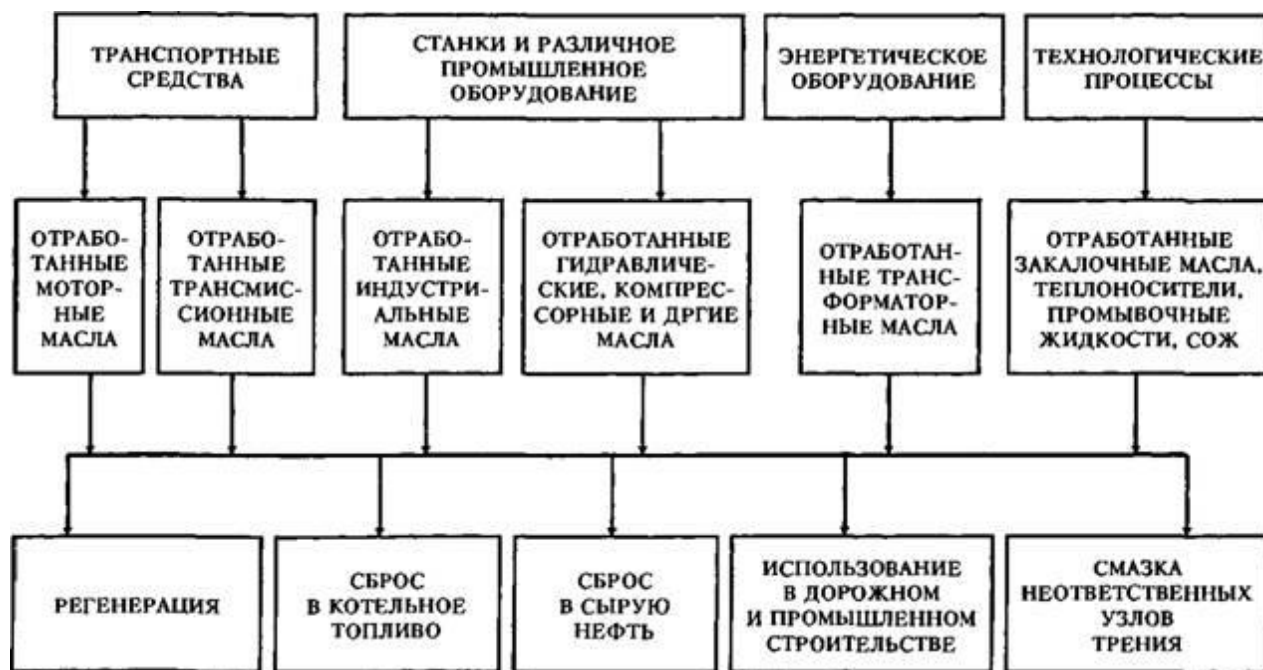 ТРАНСПОРТНЫЕ
СРЕДСТВА
СТАНКИ И РАЗЛИЧНОЕ
ПРОМЫШЛЕННОЕ
ОБОРУДОВАНИЕ
ЭНЕРГЕТИЧЕСКОЕ
ОБОРУДОВАНИЕ
ТЕХНОЛОГИЧЕСКИЕ
ПРОЦЕССЫ
ОТРАБО-
ТАННЫЕ
МОТОР-
НЫЕ
МАСЛА
ОТРАБО-
ТАННЫЕ
ТРАНСМИС-
СИОННЫЕ
МАСЛА
ОТРАБО-
ТАННЫЕ
ИНДУСТРИ-
АЛЬНЫЕ
МАСЛА
ОТРАБОТАННЫЕ
ГИДРАВЛИЧЕ-
СКИЕ, КОМПРЕС-
СОРНЫЕ И ДРГИЕ
МАСЛА
ОТРАБОТАН-
НЫЕ ТРАНС-
ФОРМАТОР-
НЫЕ МАСЛА
ОТРАБОТАННЫЕ
ЗАКАЛОЧНЫЕ МАСЛА,
ТЕПЛОНОСИТЕЛИ,
ПРОМЫВОЧНЫЕ
ЖИДКОСТИ, СОЖ
РЕГЕНЕРАЦИЯ
СБРОС
В КОТЕЛЬНОЕ
ТОПЛИВО
СБРОС
В СЫРУЮ
НЕФТЬ
ИСПОЛЬЗОВАНИЕ
В ДОРОЖНОМ
И ПРОМЫШЛЕННОМ
СТРОИТЕЛЬСТВЕ
СМАЗКА
НЕОТВЕТСТВЕННЫХ
УЗЛОВ
ТРЕНИЯ